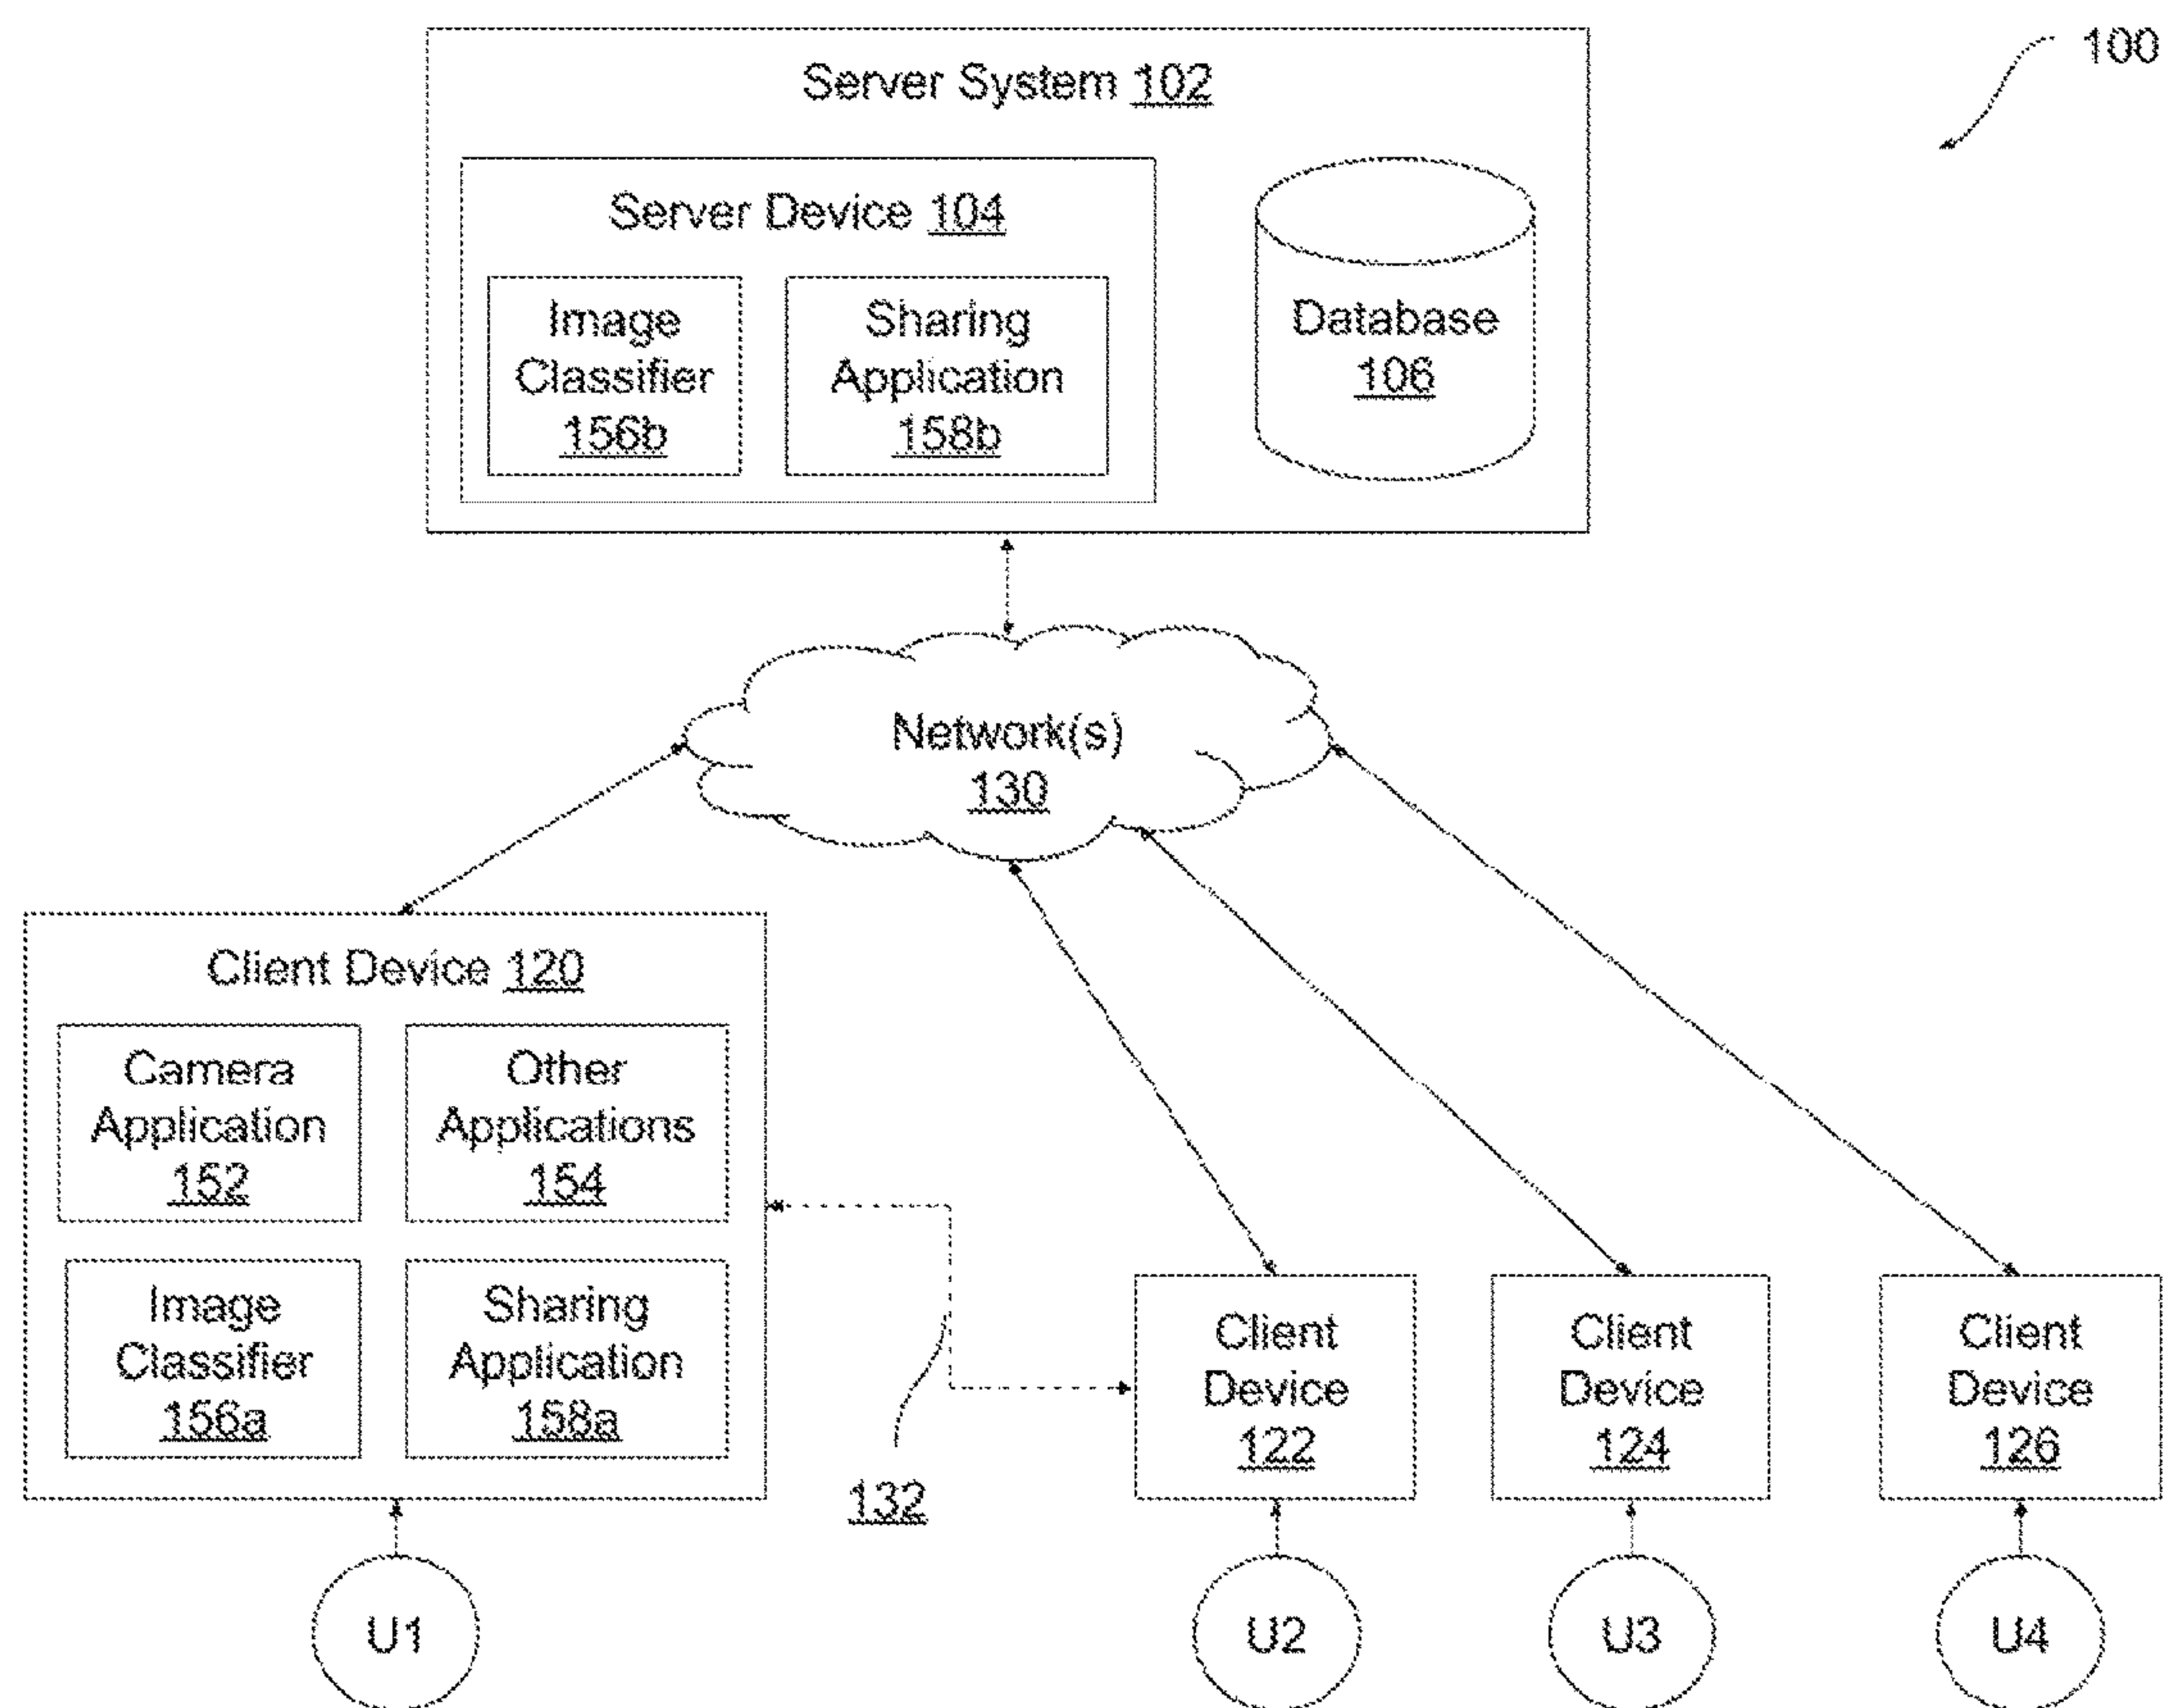 100
Server System 102
Server Device 104
Image
Classifier
156b
Sharing
Application
158b
Database
106
Network(s)
130
Client Device 120
Camera
Application
152
Other
Applications
154
Image
Classifier
156a
Sharing
Application
158a
132
Client
Device
122
Client
Device
124
Client
Device
126
U1
U2
U3
U4